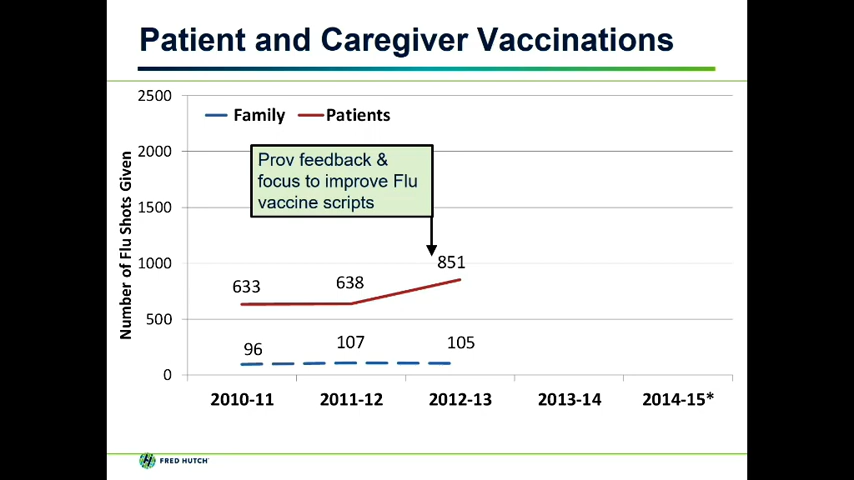 Patient and Caregiver Vaccinations
2500
2000
1500
1000
500
0
Number of Flu Shots Given
Family
Patients
Prov feedback &
focus to improve Flu
vaccine scripts
633
638
851
96
107
105
2010-11
2011-12
2012-13
2013-14
2014-15*
FRED HUTCH